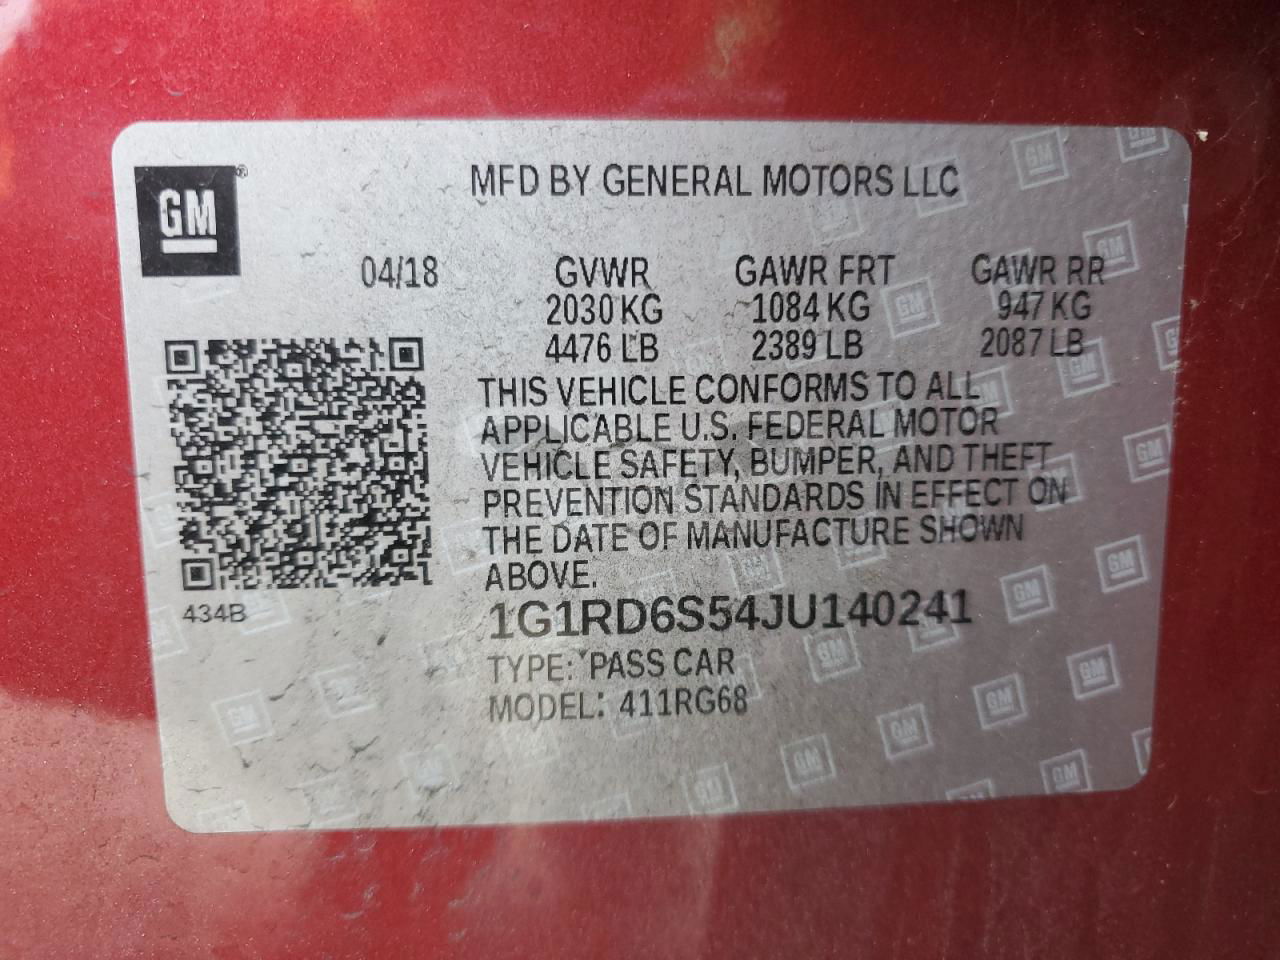 GM®
MFD BY GENERAL MOTORS LLC
04/18 GVWR GAWR FRT GAWR RR
2030 KG 1084 KG 947 KG
4476 LB 2389 LB 2087 LB
THIS VEHICLE CONFORMS TO ALL
APPLICABLE U.S. FEDERAL MOTOR
VEHICLE SAFETY, BUMPER, AND THEFT
PREVENTION STANDARDS IN EFFECT ON
THE DATE OF MANUFACTURE SHOWN
ABOVE.
434B
1G1RD6S54JU140241
TYPE: PASS CAR
MODEL: 411RG68